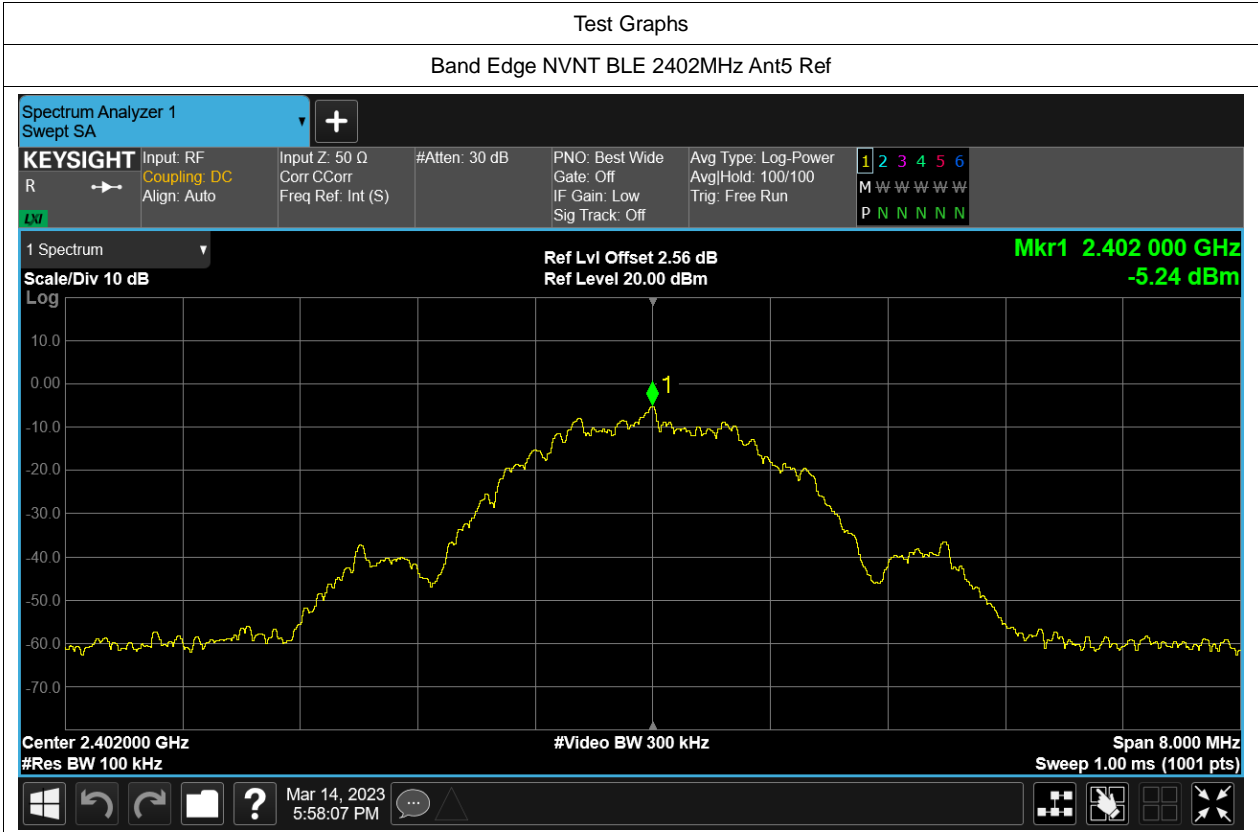 Test Graphs
Band Edge NVNT BLE 2402MHz Ant5 Ref
Spectrum Analyzer 1
Swept SA
KEYSIGHT
R
LXI
Input: RF
Coupling: DC
Align: Auto
Input Z: 50 Ω
Corr CCorr
Freq Ref: Int (S)
#Atten: 30 dB
PNO: Best Wide
Gate: Off
IF Gain: Low
Sig Track: Off
Avg Type: Log-Power
Avg|Hold: 100/100
Trig: Free Run
1 2 3 4 5 6
M W W W W W
P N N N N N
1 Spectrum
Scale/Div 10 dB
Log
Ref Lvl Offset 2.56 dB
Ref Level 20.00 dBm
Mkr1 2.402 000 GHz
-5.24 dBm
10.0
0.00
-10.0
-20.0
-30.0
-40.0
-50.0
-60.0
-70.0
1
Center 2.402000 GHz
#Res BW 100 kHz
#Video BW 300 kHz
Span 8.000 MHz
Sweep 1.00 ms (1001 pts)
?
Mar 14, 2023
5:58:07 PM